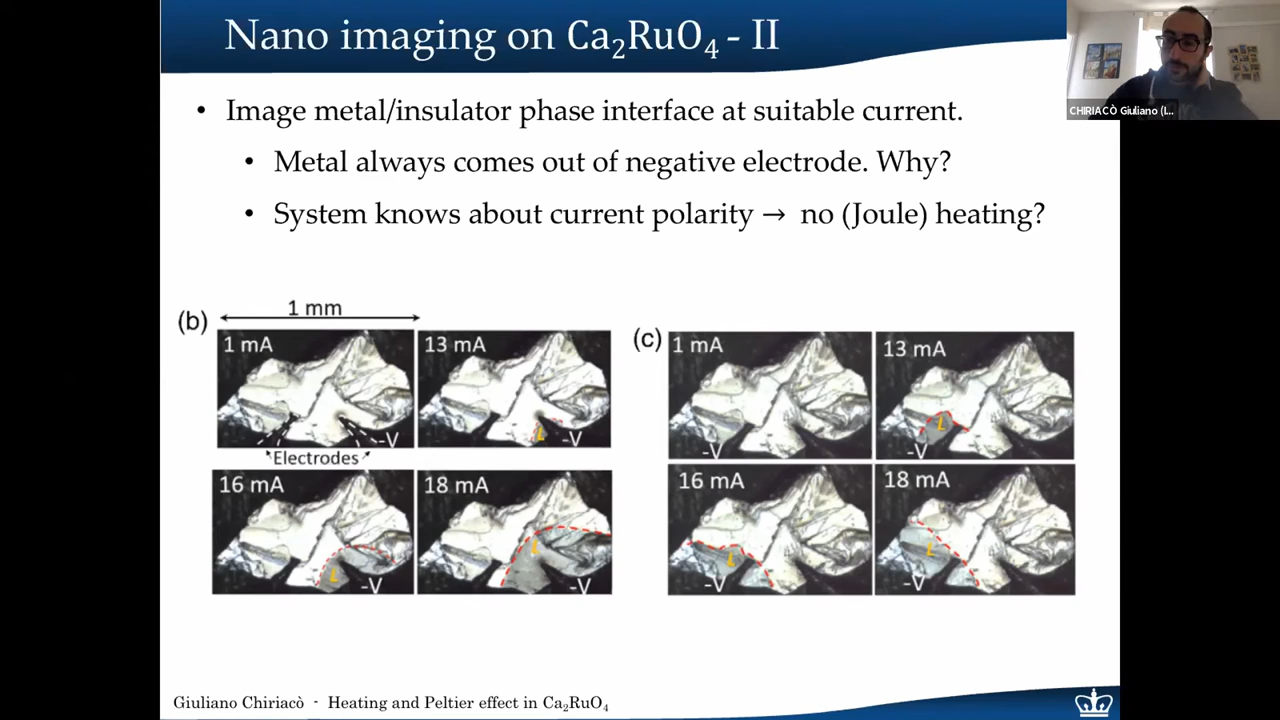 Nano imaging on Ca₂RuO₄ - II
CHIRIACÒ Giuliano (I...
• Image metal/insulator phase interface at suitable current.
• Metal always comes out of negative electrode. Why?
• System knows about current polarity → no (Joule) heating?
(b)
1 mm
1 mA
-V
Electrodes
13 mA
L
-V
16 mA
L
-V
18 mA
L
-V
(c)
1 mA
-V
13 mA
L
-V
16 mA
L
-V
18 mA
L
-V
Giuliano Chiriacò - Heating and Peltier effect in Ca₂RuO₄